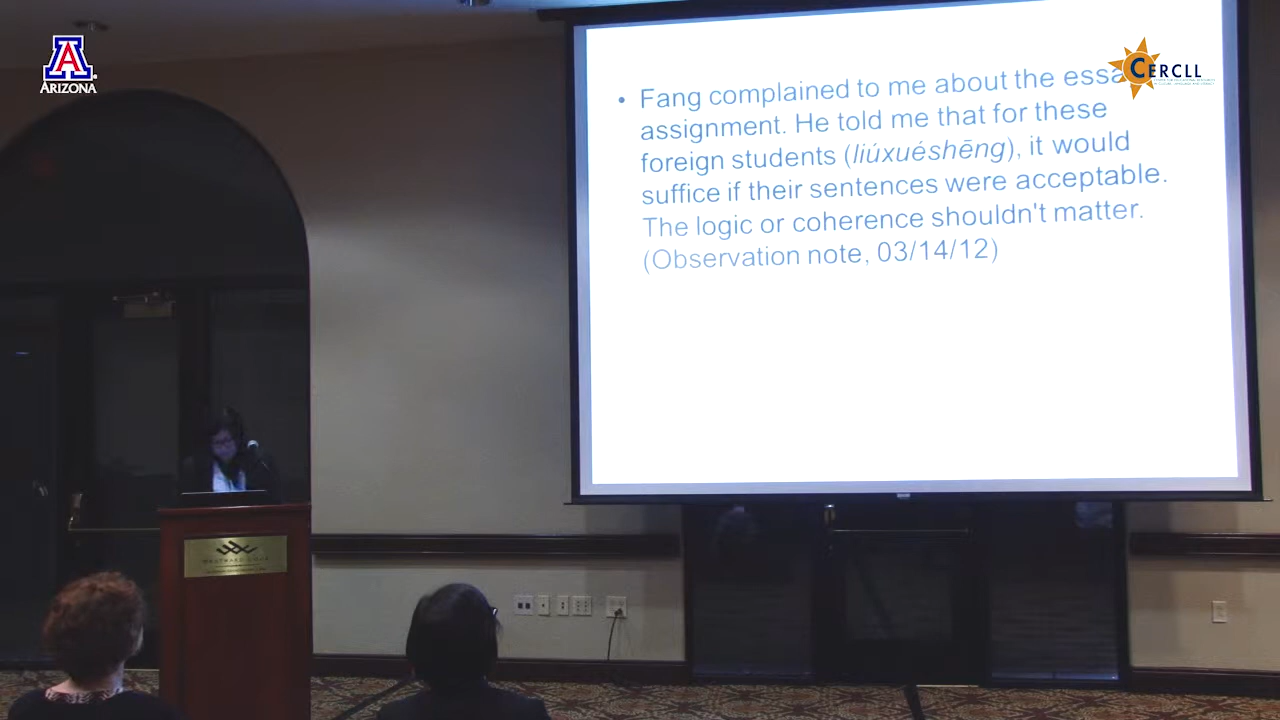 ARIZONA
CERCLL
• Fang complained to me about the essa
assignment. He told me that for these
foreign students (liúxuéshēng), it would
suffice if their sentences were acceptable.
The logic or coherence shouldn't matter.
(Observation note, 03/14/12)